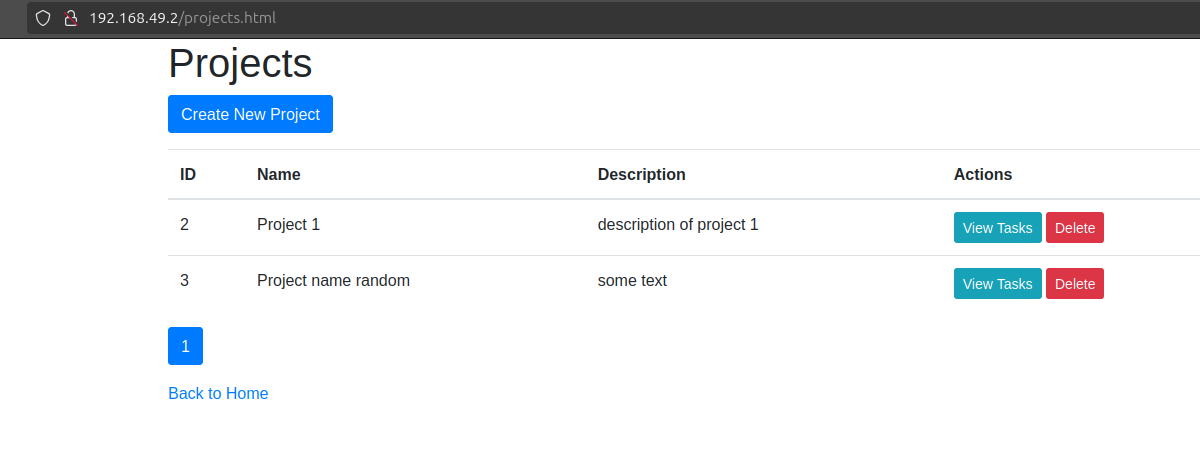 192.168.49.2/projects.html
Projects
Create New Project
ID Name Description Actions
2 Project 1 description of project 1 View Tasks Delete
3 Project name random some text View Tasks Delete
1
Back to Home